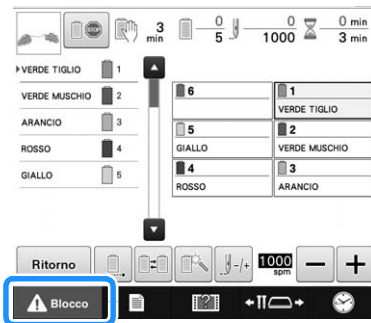 3 min
0 5
0 1000
0 min 3 min
VERDE TIGLIO 1
VERDE MUSCHIO 2
ARANCIO 3
ROSSO 4
GIALLO 5
6
1 VERDE TIGLIO
5 GIALLO
2 VERDE MUSCHIO
4 ROSSO
3 ARANCIO
STOP
Ritorno
-/+
1000 spm
Blocco